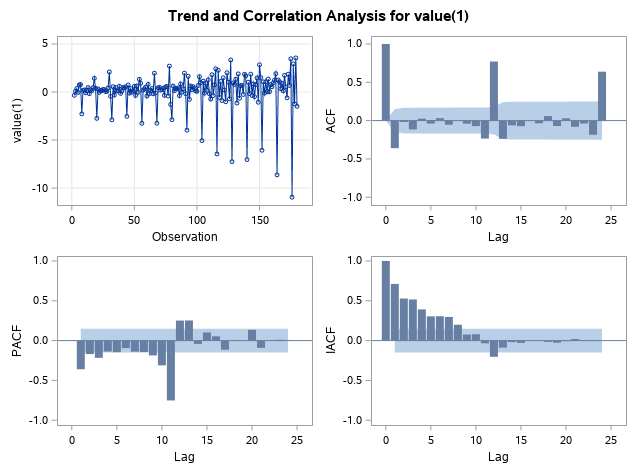 Trend and Correlation Analysis for value(1)
5
0
-5
-10
value(1)
0 50 100 150
Observation
1.0
0.5
0.0
-0.5
-1.0
ACF
0 5 10 15 20 25
Lag
1.0
0.5
0.0
-0.5
-1.0
PACF
0 5 10 15 20 25
Lag
1.0
0.5
0.0
-0.5
-1.0
IACF
0 5 10 15 20 25
Lag